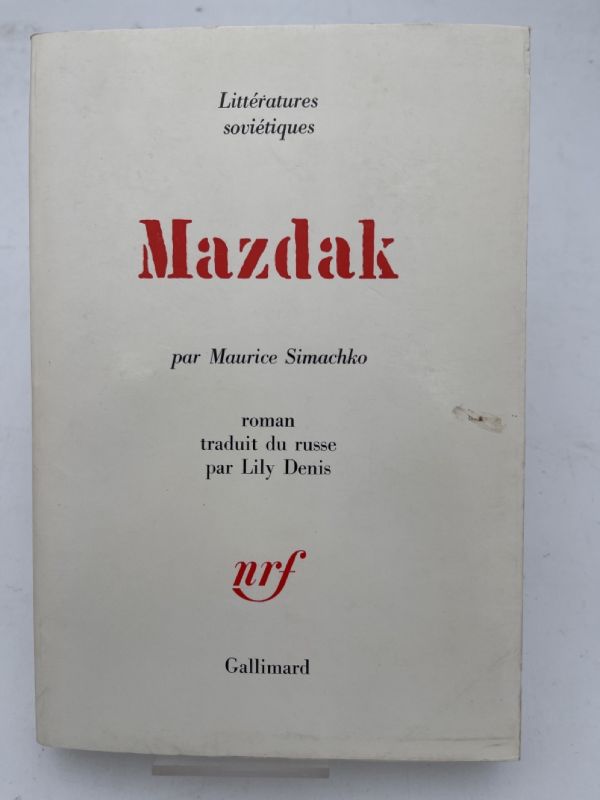 Littératures
soviétiques
Mazdak
par Maurice Simachko
roman
traduit du russe
par Lily Denis
nrf
Gallimard